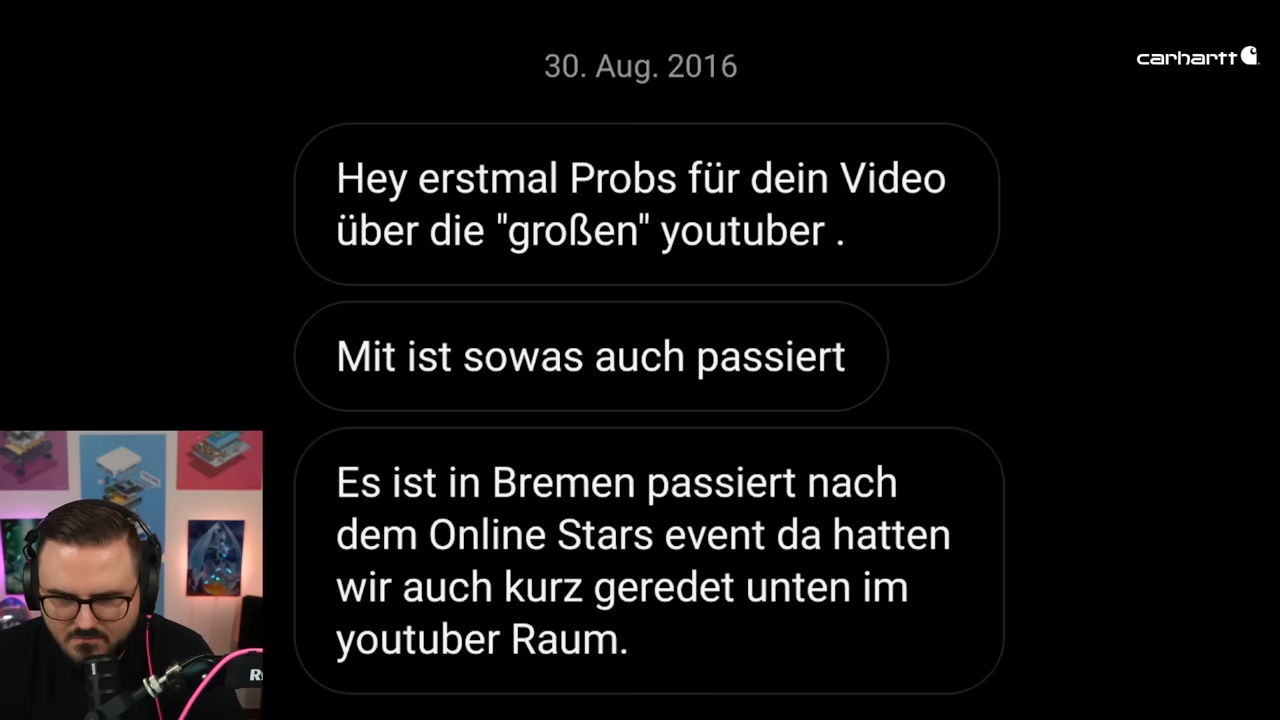 30. Aug. 2016
carhartt
Hey erstmal Probs für dein Video
über die "großen" youtuber .
Mit ist sowas auch passiert
Es ist in Bremen passiert nach
dem Online Stars event da hatten
wir auch kurz geredet unten im
youtuber Raum.